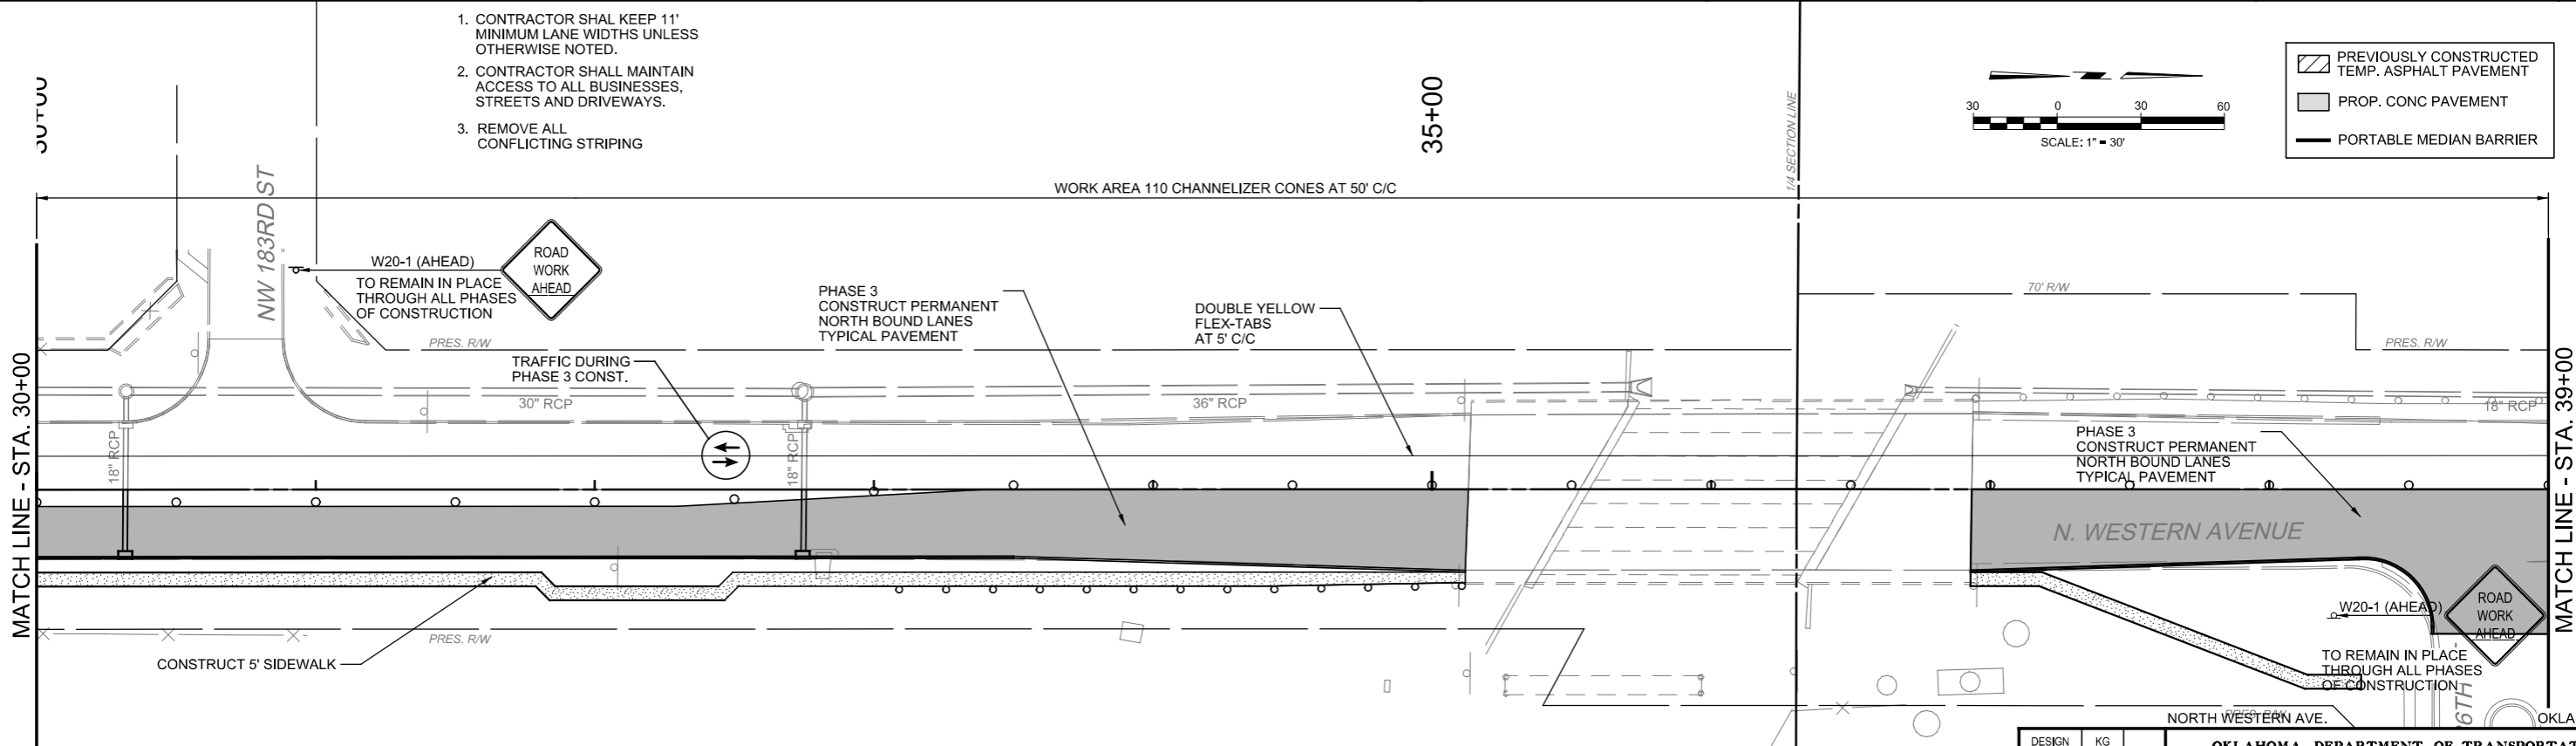 1. CONTRACTOR SHAL KEEP 11'
MINIMUM LANE WIDTHS UNLESS
OTHERWISE NOTED.
2. CONTRACTOR SHALL MAINTAIN
ACCESS TO ALL BUSINESSES,
STREETS AND DRIVEWAYS.
3. REMOVE ALL
CONFLICTING STRIPING
35+00
1/4 SECTION LINE
30 0 30 60
SCALE: 1" = 30'
PREVIOUSLY CONSTRUCTED
TEMP. ASPHALT PAVEMENT
PROP. CONC PAVEMENT
PORTABLE MEDIAN BARRIER
WORK AREA 110 CHANNELIZER CONES AT 50' C/C
NW 183RD ST
W20-1 (AHEAD)
TO REMAIN IN PLACE
THROUGH ALL PHASES
OF CONSTRUCTION
ROAD
WORK
AHEAD
PHASE 3
CONSTRUCT PERMANENT
NORTH BOUND LANES
TYPICAL PAVEMENT
DOUBLE YELLOW
FLEX-TABS
AT 5' C/C
70' R/W
PRES. R/W
PRES. R/W
TRAFFIC DURING
PHASE 3 CONST.
MATCH LINE - STA. 30+00
MATCH LINE - STA. 39+00
30" RCP
36" RCP
18" RCP
18" RCP
18" RCP
PHASE 3
CONSTRUCT PERMANENT
NORTH BOUND LANES
TYPICAL PAVEMENT
N. WESTERN AVENUE
W20-1 (AHEAD)
ROAD
WORK
AHEAD
TO REMAIN IN PLACE
THROUGH ALL PHASES
OF CONSTRUCTION
PRES. R/W
CONSTRUCT 5' SIDEWALK
6TH
NORTH WESTERN AVE.
PRES. R/W
OKLA
DESIGN KG
OKLAHOMA DEPARTMENT OF TRANSPORTAT